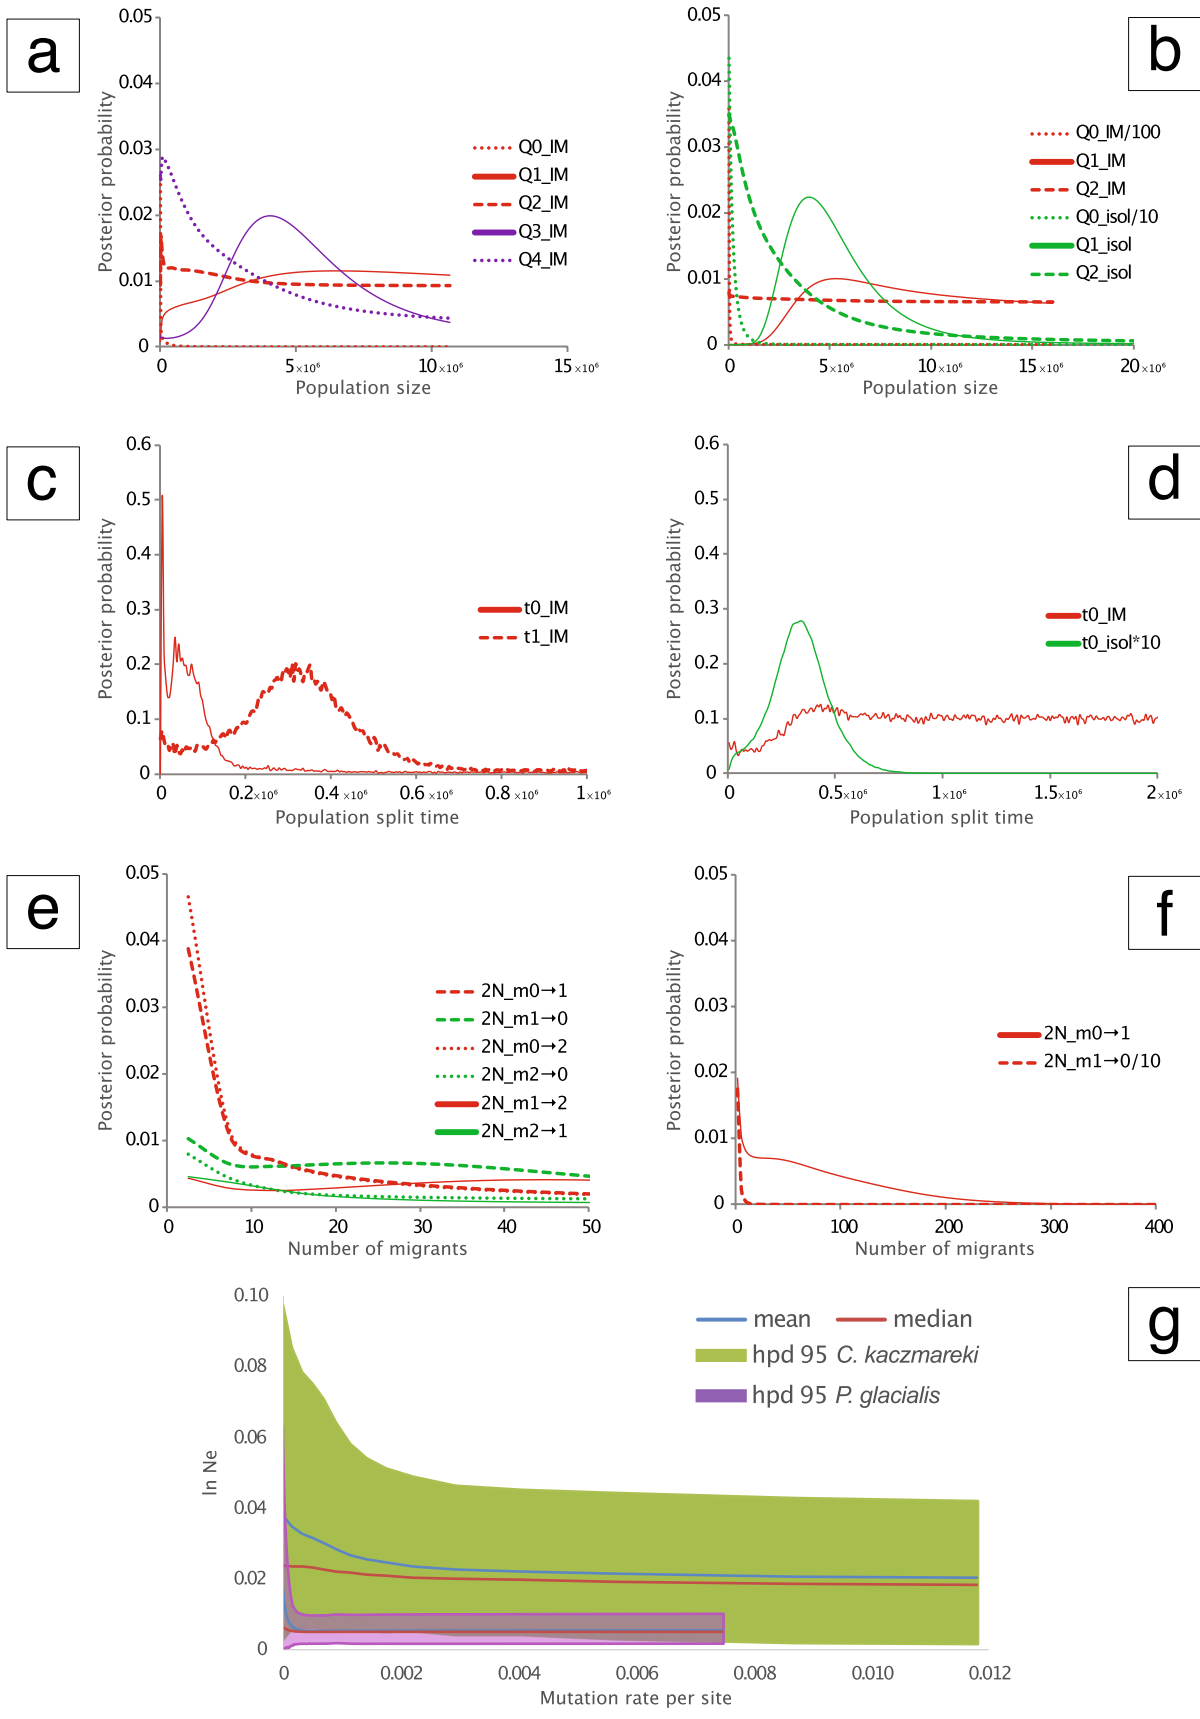 a
0.05
0.04
0.03
0.02
0.01
0
Posterior probability
Q0_IM
Q1_IM
Q2_IM
Q3_IM
Q4_IM
0 5×10⁶ 10×10⁶ 15×10⁶
Population size
b
0.05
0.04
0.03
0.02
0.01
0
Posterior probability
Q0_IM/100
Q1_IM
Q2_IM
Q0_isol/10
Q1_isol
Q2_isol
0 5×10⁶ 10×10⁶ 15×10⁶ 20×10⁶
Population size
c
0.6
0.5
0.4
0.3
0.2
0.1
0
Posterior probability
t0_IM
t1_IM
0 0.2×10⁶ 0.4×10⁶ 0.6×10⁶ 0.8×10⁶ 1×10⁶
Population split time
d
0.6
0.5
0.4
0.3
0.2
0.1
0
Posterior probability
t0_IM
t0_isol*10
0 0.5×10⁶ 1×10⁶ 1.5×10⁶ 2×10⁶
Population split time
e
0.05
0.04
0.03
0.02
0.01
0
Posterior probability
2N_m0→1
2N_m1→0
2N_m0→2
2N_m2→0
2N_m1→2
2N_m2→1
0 10 20 30 40 50
Number of migrants
f
0.05
0.04
0.03
0.02
0.01
0
Posterior probability
2N_m0→1
2N_m1→0/10
0 100 200 300 400
Number of migrants
g
0.10
0.08
0.06
0.04
0.02
0
ln Ne
mean median
hpd 95 C. kaczmareki
hpd 95 P. glacialis
0 0.002 0.004 0.006 0.008 0.010 0.012
Mutation rate per site